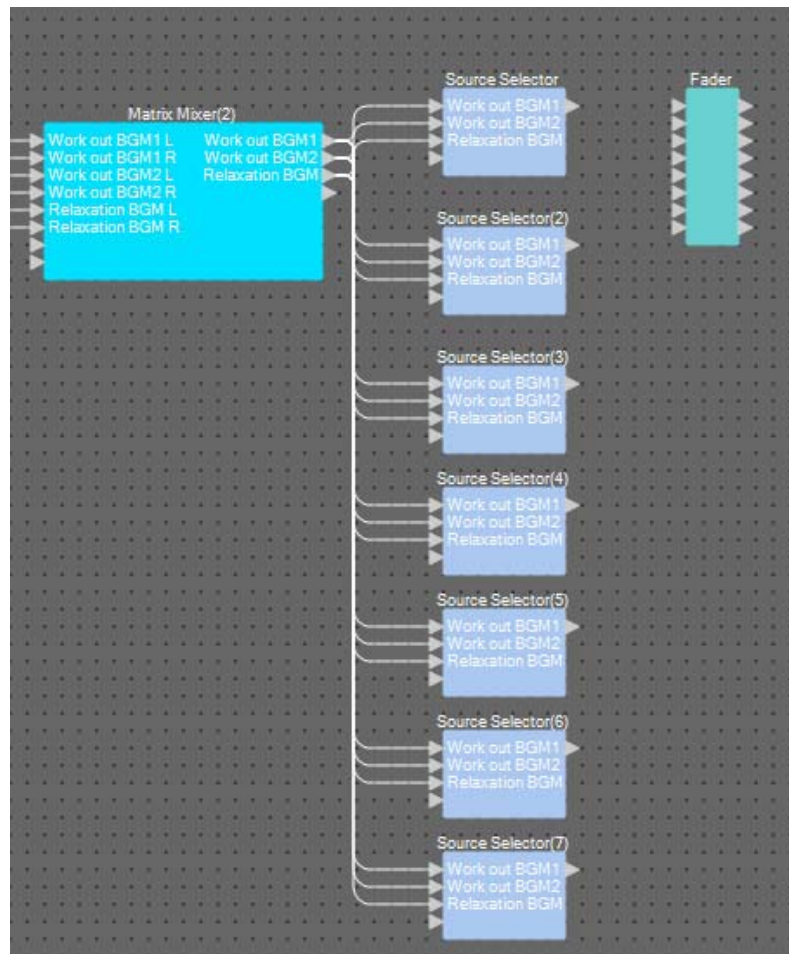 Source Selector
Fader
Work out BGM1
Work out BGM2
Relaxation BGM
Matrix Mixer(2)
Work out BGM1 L Work out BGM1
Work out BGM1 R Work out BGM2
Work out BGM2 L Relaxation BGM
Work out BGM2 R
Relaxation BGM L
Relaxation BGM R
Source Selector(2)
Work out BGM1
Work out BGM2
Relaxation BGM
Source Selector(3)
Work out BGM1
Work out BGM2
Relaxation BGM
Source Selector(4)
Work out BGM1
Work out BGM2
Relaxation BGM
Source Selector(5)
Work out BGM1
Work out BGM2
Relaxation BGM
Source Selector(6)
Work out BGM1
Work out BGM2
Relaxation BGM
Source Selector(7)
Work out BGM1
Work out BGM2
Relaxation BGM